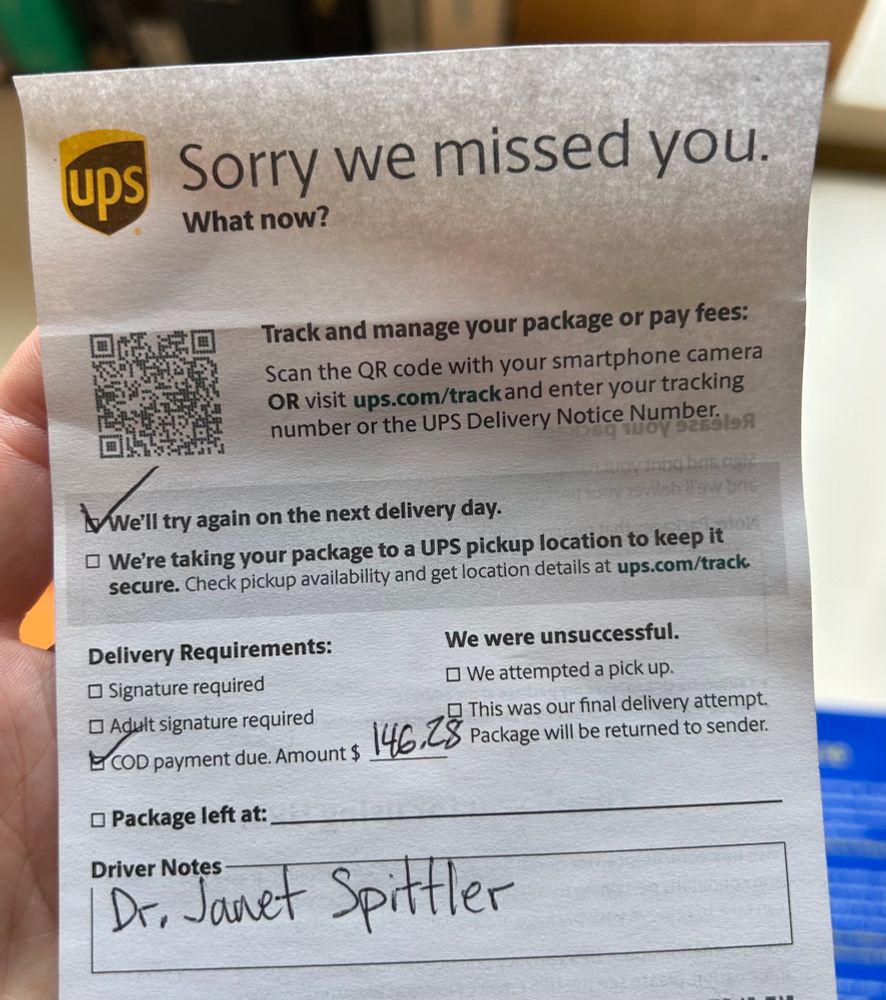 ups
Sorry we missed you.
What now?
Track and manage your package or pay fees:
Scan the QR code with your smartphone camera
OR visit ups.com/track and enter your tracking
number or the UPS Delivery Notice Number.
We'll try again on the next delivery day.
☐ We're taking your package to a UPS pickup location to keep it
secure. Check pickup availability and get location details at ups.com/track.
Delivery Requirements:
☐ Signature required
☐ Adult signature required
COD payment due. Amount $ 146.28
We were unsuccessful.
☐ We attempted a pick up.
☐ This was our final delivery attempt.
Package will be returned to sender.
☐ Package left at:
Driver Notes
Dr. Janet Spittler